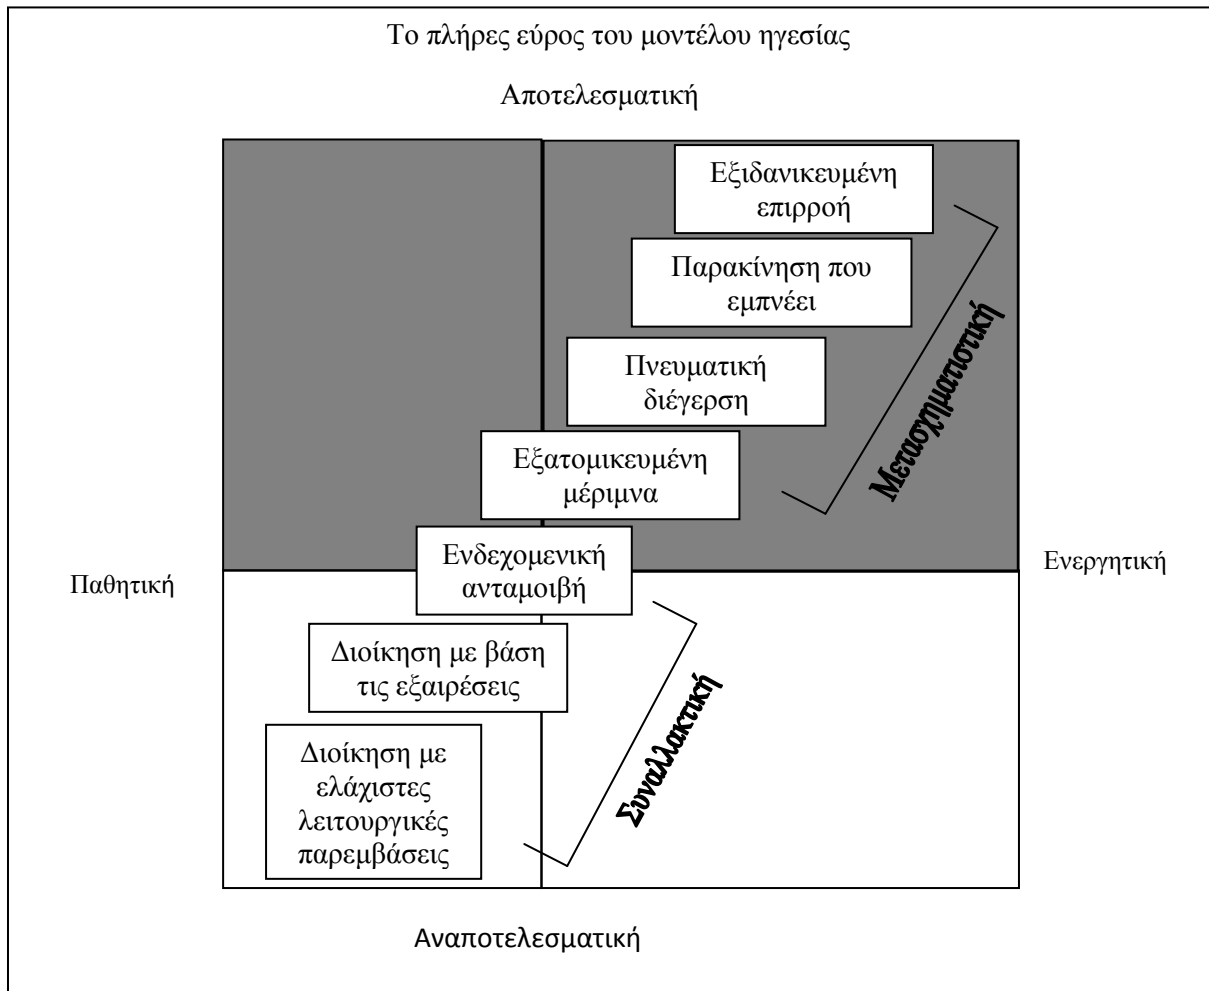 Το πλήρες εύρος του μοντέλου ηγεσίας
Αποτελεσματική
Εξιδανικευμένη
επιρροή
Παρακίνηση που
εμπνέει
Πνευματική
διέγερση
Εξατομικευμένη
μέριμνα
Μετασχηματιστική
Ενδεχομενική
ανταμοιβή
Παθητική
Ενεργητική
Διοίκηση με βάση
τις εξαιρέσεις
Διοίκηση με
ελάχιστες
λειτουργικές
παρεμβάσεις
Συναλλακτική
Αναποτελεσματική